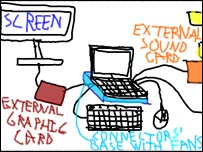 SCREEN
EXTERNAL
SOUND
CARD
EXTERNAL
GRAPHIC
CARD
CONNECTORS'
BASE WITH FANS